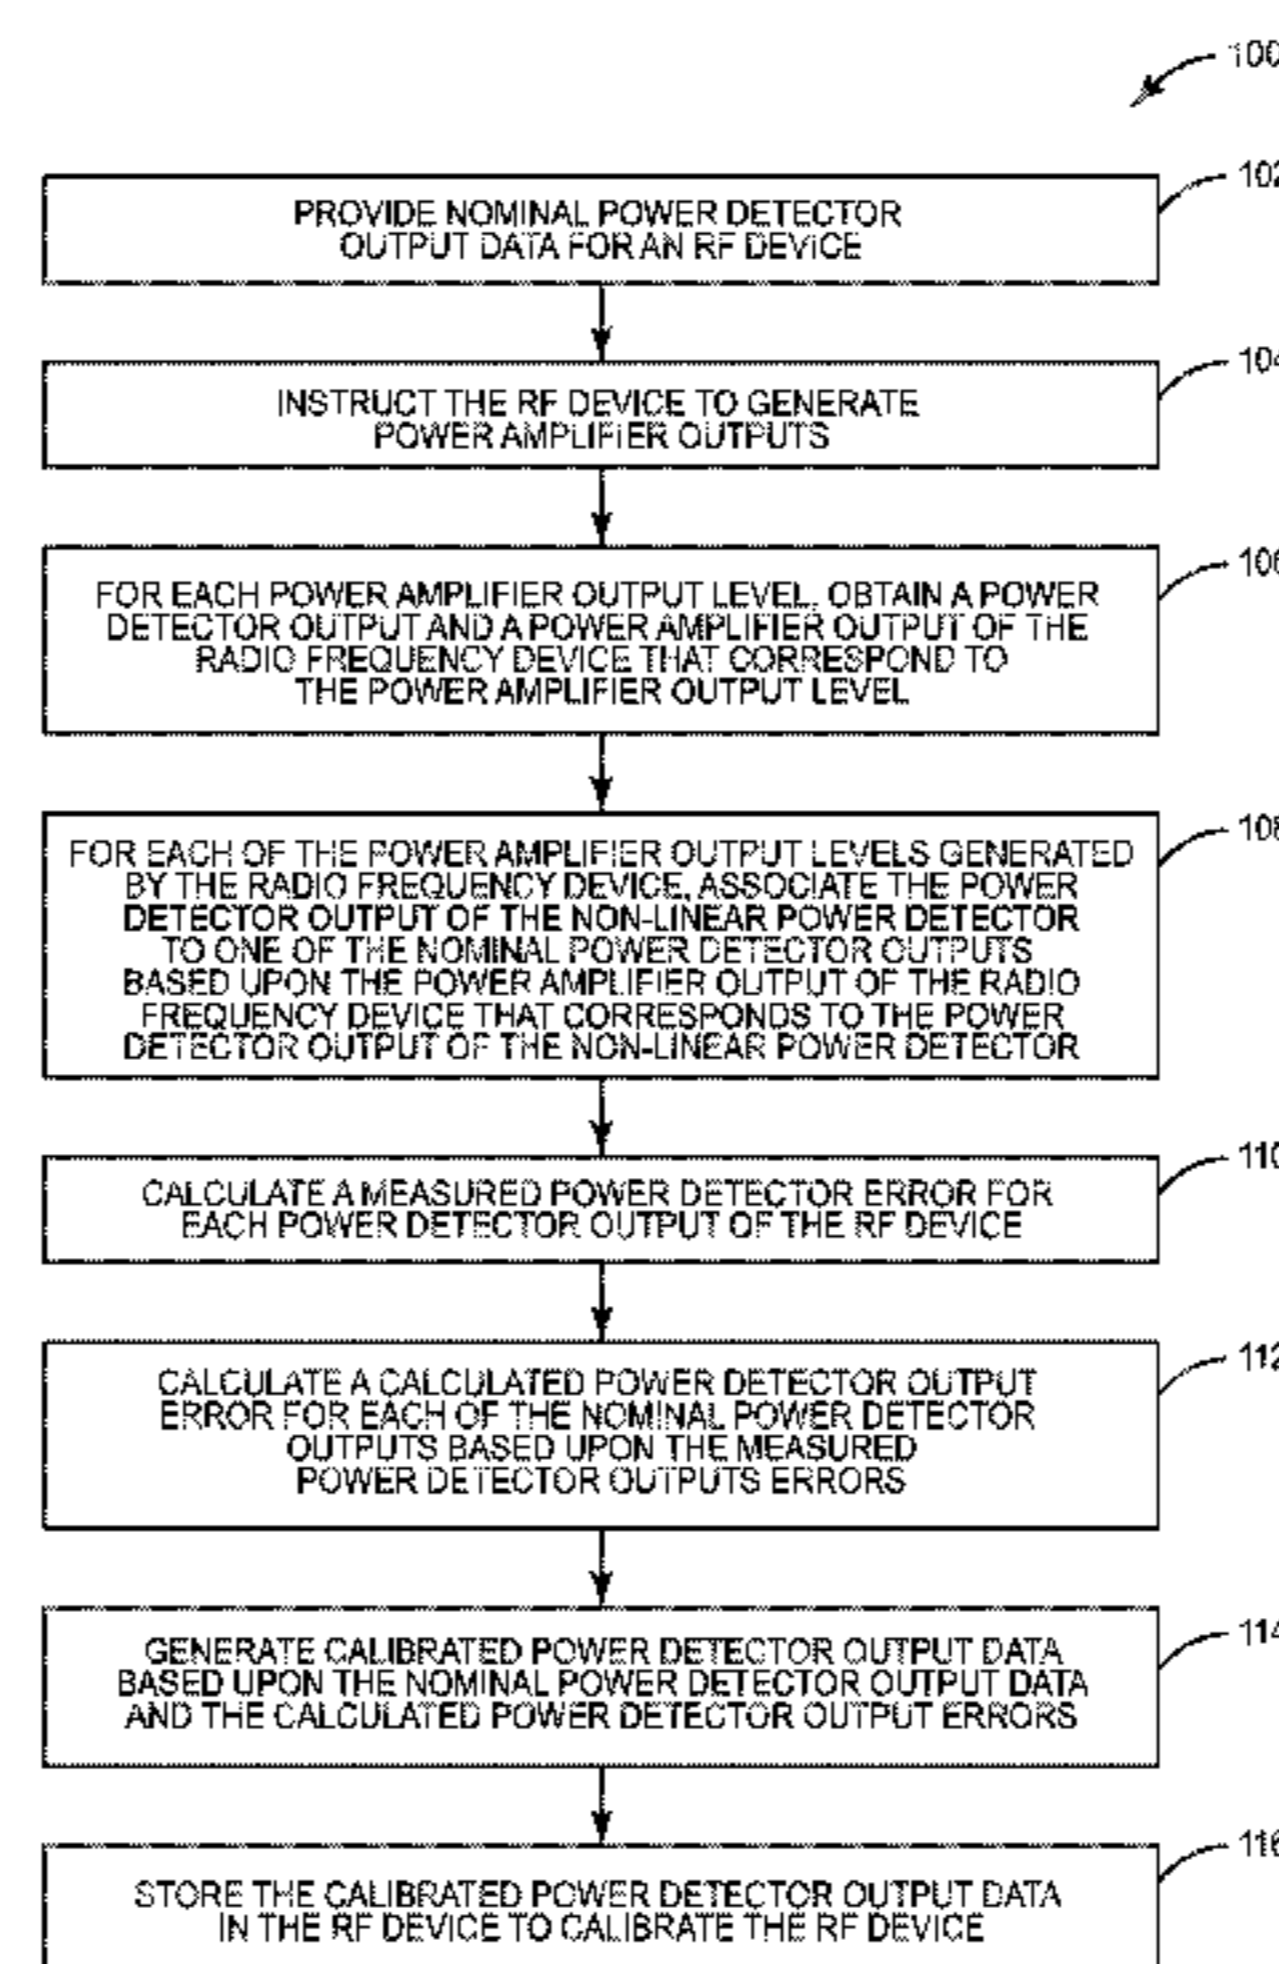 100
102
PROVIDE NOMINAL POWER DETECTOR
OUTPUT DATA FOR AN RF DEVICE
104
INSTRUCT THE RF DEVICE TO GENERATE
POWER AMPLIFIER OUTPUTS
106
FOR EACH POWER AMPLIFIER OUTPUT LEVEL, OBTAIN A POWER
DETECTOR OUTPUT AND A POWER AMPLIFIER OUTPUT OF THE
RADIO FREQUENCY DEVICE THAT CORRESPOND TO
THE POWER AMPLIFIER OUTPUT LEVEL
108
FOR EACH OF THE POWER AMPLIFIER OUTPUT LEVELS GENERATED
BY THE RADIO FREQUENCY DEVICE, ASSOCIATE THE POWER
DETECTOR OUTPUT OF THE NON-LINEAR POWER DETECTOR
TO ONE OF THE NOMINAL POWER DETECTOR OUTPUTS
BASED UPON THE POWER AMPLIFIER OUTPUT OF THE RADIO
FREQUENCY DEVICE THAT CORRESPONDS TO THE POWER
DETECTOR OUTPUT OF THE NON-LINEAR POWER DETECTOR
110
CALCULATE A MEASURED POWER DETECTOR ERROR FOR
EACH POWER DETECTOR OUTPUT OF THE RF DEVICE
112
CALCULATE A CALCULATED POWER DETECTOR OUTPUT
ERROR FOR EACH OF THE NOMINAL POWER DETECTOR
OUTPUTS BASED UPON THE MEASURED
POWER DETECTOR OUTPUTS ERRORS
114
GENERATE CALIBRATED POWER DETECTOR OUTPUT DATA
BASED UPON THE NOMINAL POWER DETECTOR OUTPUT DATA
AND THE CALCULATED POWER DETECTOR OUTPUT ERRORS
116
STORE THE CALIBRATED POWER DETECTOR OUTPUT DATA
IN THE RF DEVICE TO CALIBRATE THE RF DEVICE